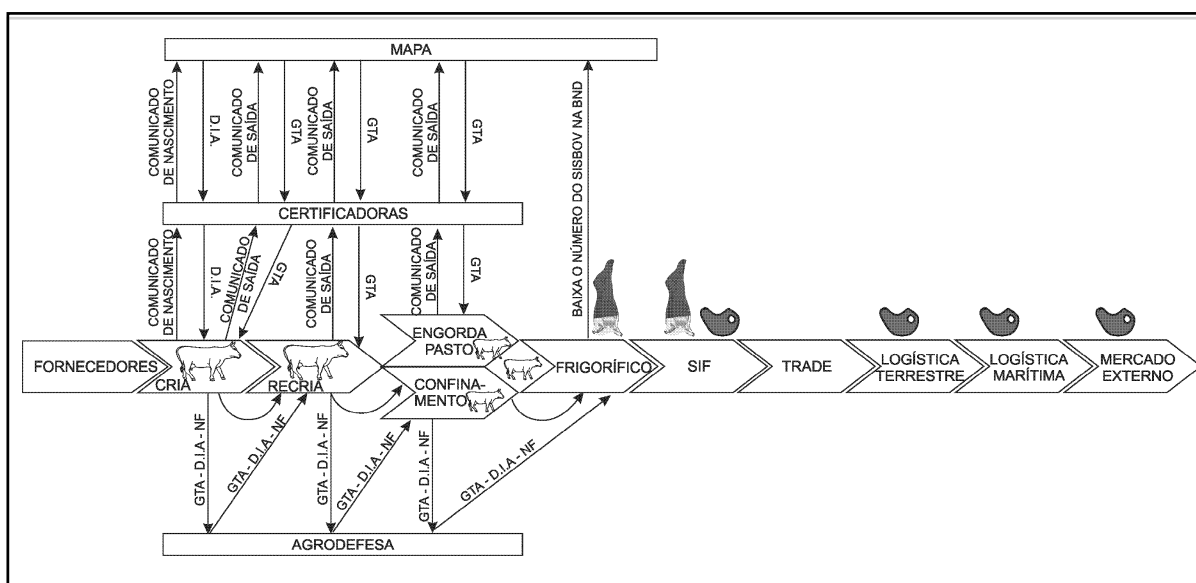 MAPA
COMUNICADO
DE NASCIMENTO
D.I.A.
COMUNICADO
DE SAÍDA
GTA
COMUNICADO
DE SAÍDA
GTA
COMUNICADO
DE SAÍDA
GTA
BAIXA O NÚMERO DO SISBOV NA BND
CERTIFICADORAS
COMUNICADO
DE NASCIMENTO
D.I.A.
COMUNICADO
DE SAÍDA
GTA
COMUNICADO
DE SAÍDA
GTA
COMUNICADO
DE SAÍDA
GTA
FORNECEDORES
CRIA
RECRIA
ENGORDA
PASTO
CONFINA-
MENTO
FRIGORÍFICO
SIF
TRADE
LOGÍSTICA
TERRESTRE
LOGÍSTICA
MARÍTIMA
MERCADO
EXTERNO
GTA - D.I.A - NF
GTA - D.I.A - NF
GTA - D.I.A - NF
GTA - D.I.A - NF
GTA - D.I.A - NF
GTA - D.I.A - NF
AGRODEFESA